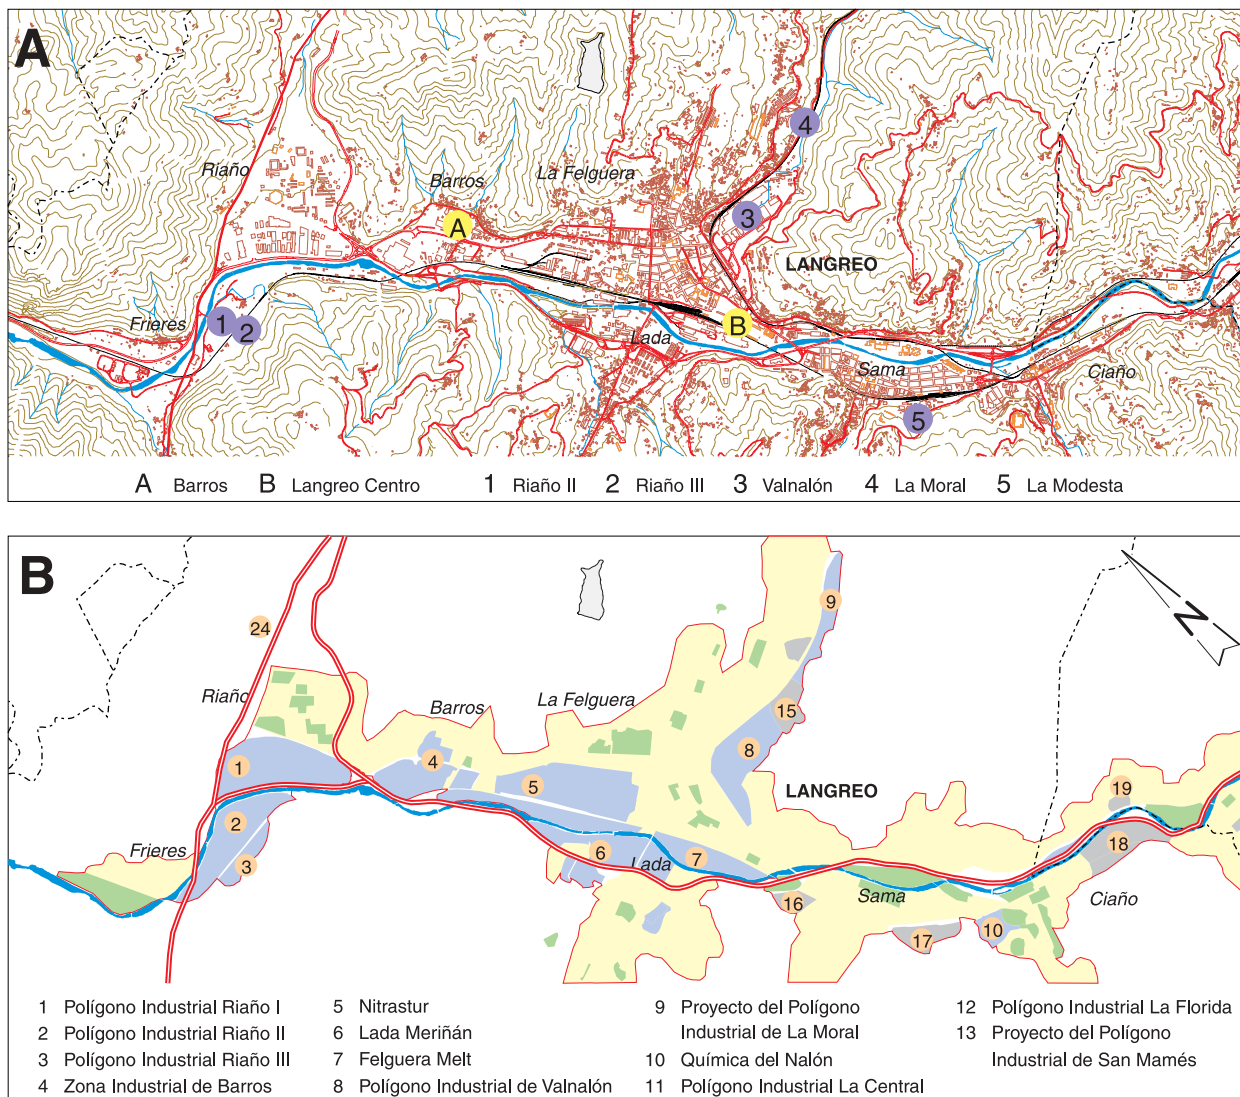 A
Riaño
Barros
La Felguera
4
A
3
LANGREO
Frieres
1
2
Lada
B
Sama
Ciaño
5
A Barros B Langreo Centro 1 Riaño II 2 Riaño III 3 Valnalón 4 La Moral 5 La Modesta
B
24
9
N
Riaño
Barros
La Felguera
15
1
4
5
8
LANGREO
19
2
Frieres
3
6
Lada
7
18
16
Sama
Ciaño
17
10
1 Polígono Industrial Riaño I
2 Polígono Industrial Riaño II
3 Polígono Industrial Riaño III
4 Zona Industrial de Barros
5 Nitrastur
6 Lada Meriñán
7 Felguera Melt
8 Polígono Industrial de Valnalón
9 Proyecto del Polígono
Industrial de La Moral
10 Química del Nalón
11 Polígono Industrial La Central
12 Polígono Industrial La Florida
13 Proyecto del Polígono
Industrial de San Mamés